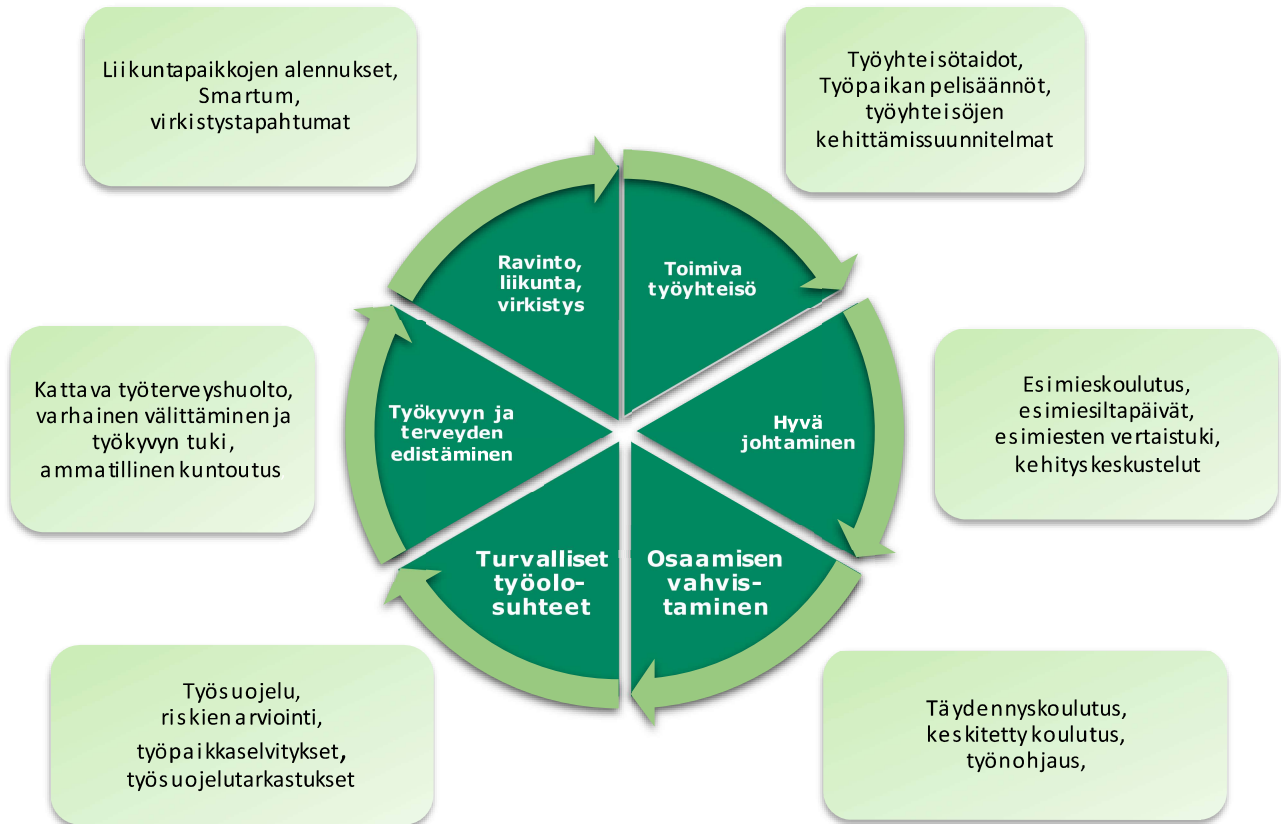 Liikuntapaikkojen alennukset,
Smartum,
virkistystapahtumat
Työyhteisötaidot,
Työpaikan pelisäännöt,
työyhteisöjen
kehittämissuunnitelmat
Ravinto,
liikunta,
virkistys
Toimiva
työyhteisö
Kattava työterveyshuolto,
varhainen välittäminen ja
työkyvyn tuki,
ammatillinen kuntoutus
Työkyvyn ja
terveyden
edistäminen
Hyvä
johtaminen
Esimieskoulutus,
esimiesiltapäivät,
esimiesten vertaistuki,
kehityskeskustelut
Turvalliset
työolo-
suhteet
Osaamisen
vahvis-
taminen
Työsuojelu,
riskien arviointi,
työpaikkaselvitykset,
työsuojelutarkastukset
Täydennyskoulutus,
keskitetty koulutus,
työnohjaus,